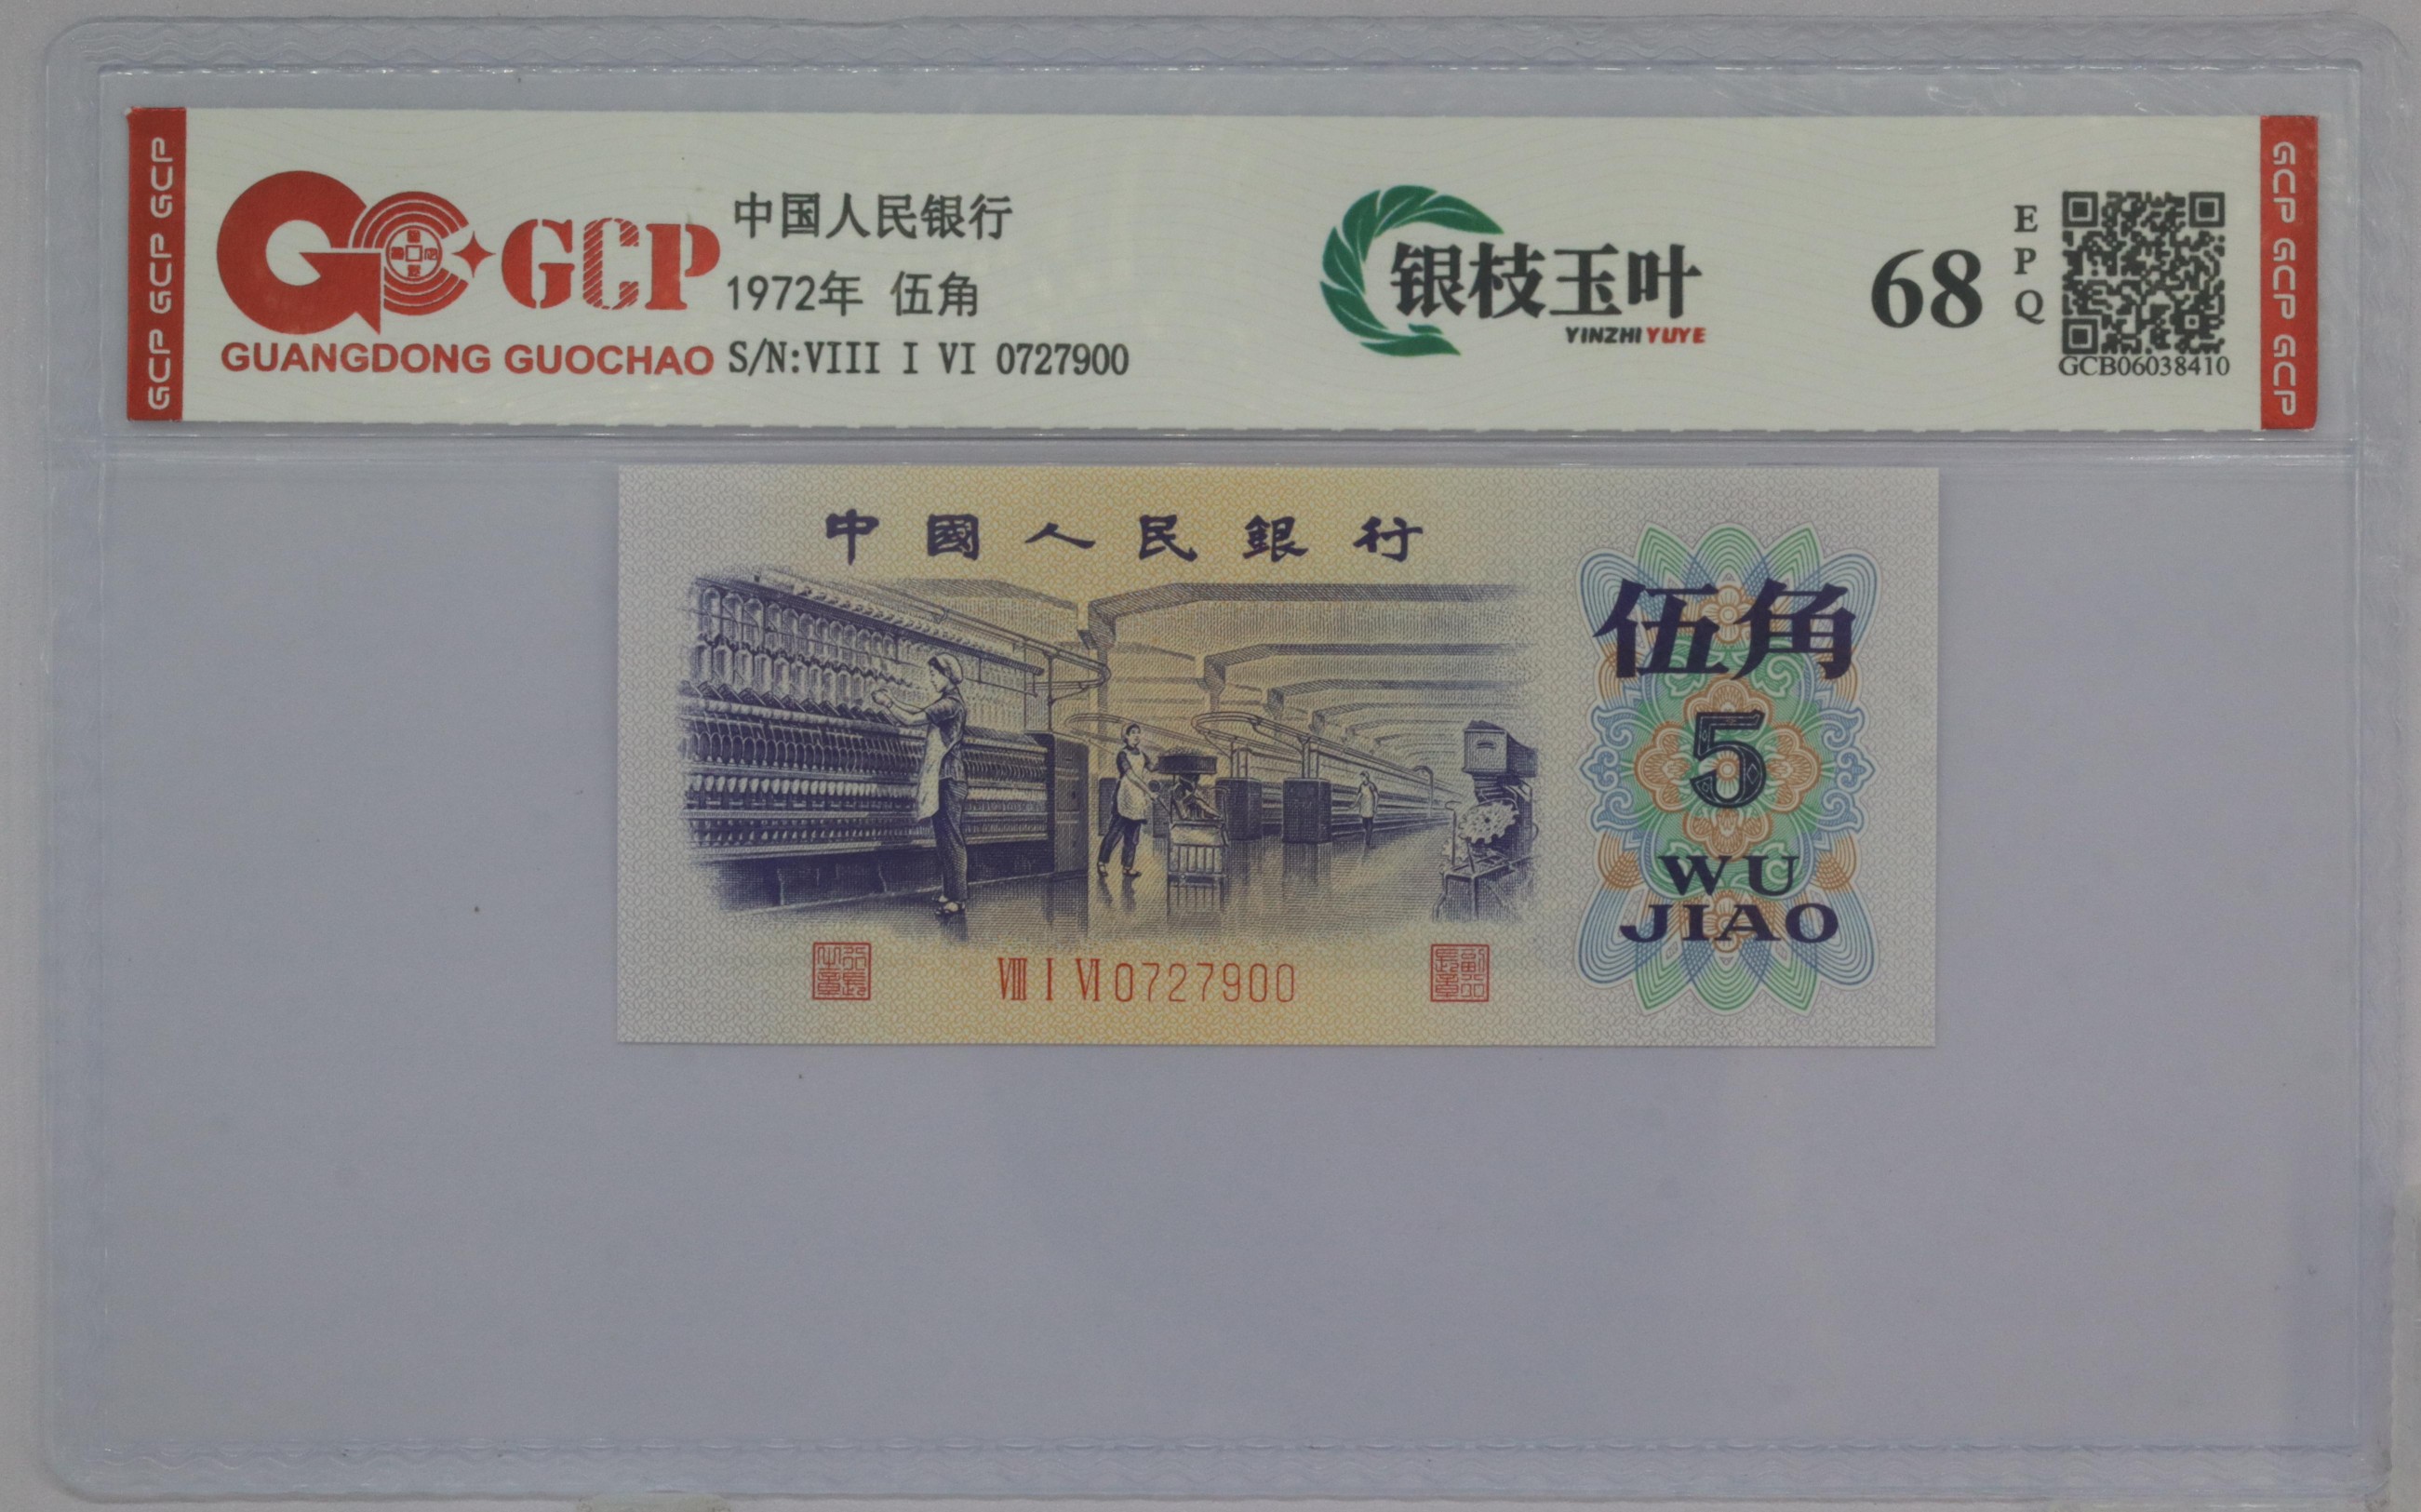 GCP GCP GCP
GCP
GUANGDONG GUOCHAO
中国人民银行
1972年 伍角
S/N:VIII I VI 0727900
银枝玉叶
YINZHI YUYE
68
EPQ
GCB06038410
GCP GCP GCP
中國人民銀行
伍角
5
WU
JIAO
VIII I VI 0727900